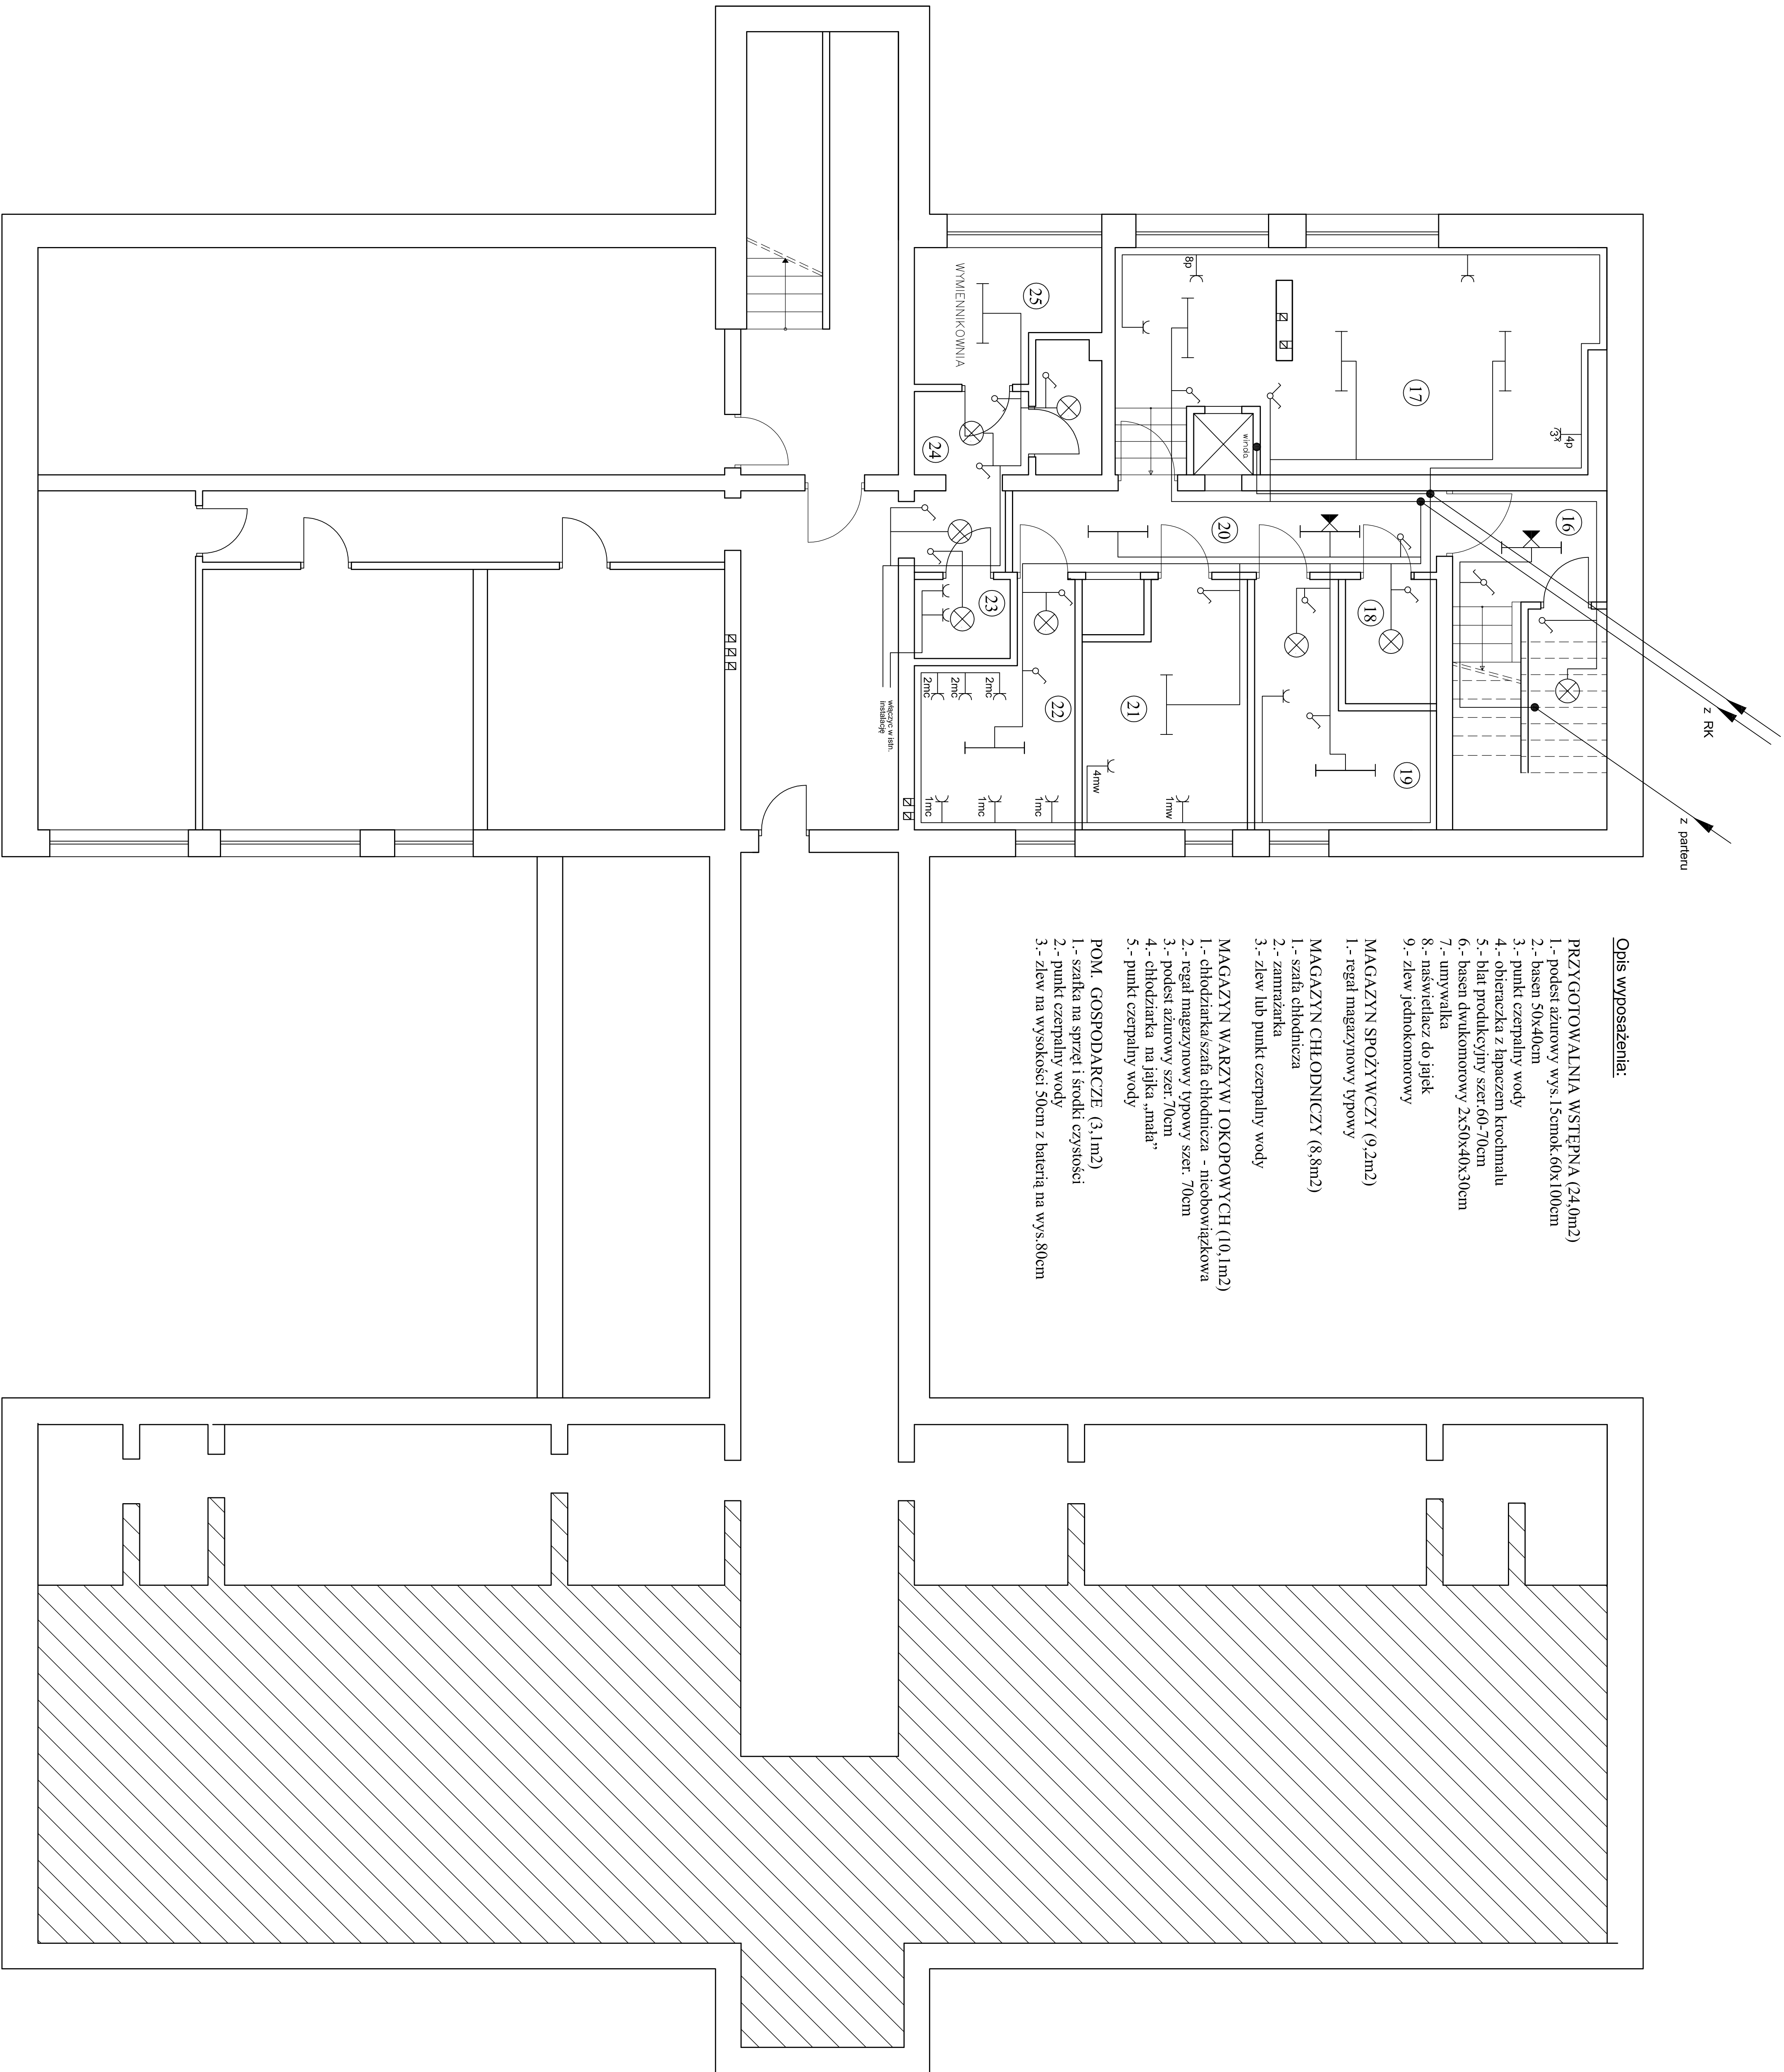 Opis wyposażenia:
PRZYGOTOWALNIA WSTĘPNA (24,0m2)
1.- podest ażurowy wys.15cmok.60x100cm
2.- basen 50x40cm
3.- punkt czerpalny wody
4.- obieraczka z łapaczem krochmalu
5.- blat produkcyjny szer.60-70cm
6.- basen dwukomorowy 2x50x40x30cm
7.- umywalka
8.- naświetlacz do jajek
9.- zlew jednokomorowy
MAGAZYN SPOŻYWCZY (9,2m2)
1.- regał magazynowy typowy
MAGAZYN CHŁODNICZY (8,8m2)
1.- szafa chłodnicza
2.- zamrażarka
3.- zlew lub punkt czerpalny wody
MAGAZYN WARZYW I OKOPOWYCH (10,1m2)
1.- chłodziarka/szafa chłodnicza - nieobowiązkowa
2.- regał magazynowy typowy szer. 70cm
3.- podest ażurowy szer.70cm
4.- chłodziarka na jajka „mała”
5.- punkt czerpalny wody
POM. GOSPODARCZE (3,1m2)
1.- szafka na sprzęt i środki czystości
2.- punkt czerpalny wody
3.- zlew na wysokości 50cm z baterią na wys.80cm
z RK
z parteru
16
4p
3
17
8p
winda
18
19
20
21
1mw
4mw
22
1mc
1mc
1mc
2mc
2mc
2mc
23
24
25
WYMIENNIKOWNIA
włączyc w istn.
instalację